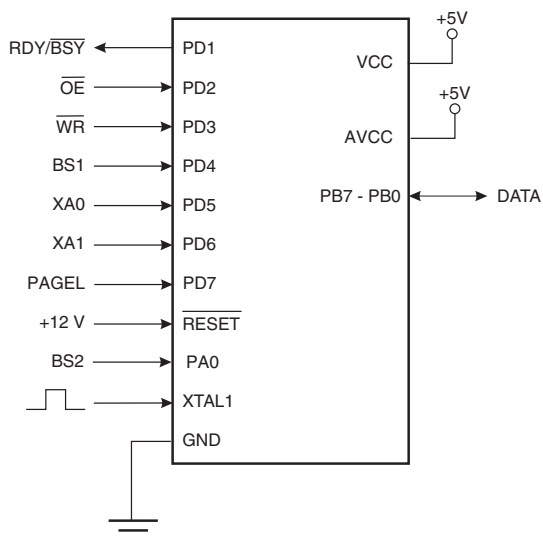 RDY/BSY PD1
OE PD2
WR PD3
BS1 PD4
XA0 PD5
XA1 PD6
PAGEL PD7
+12 V RESET
BS2 PA0
XTAL1
GND
+5V
VCC
+5V
AVCC
PB7 - PB0 DATA